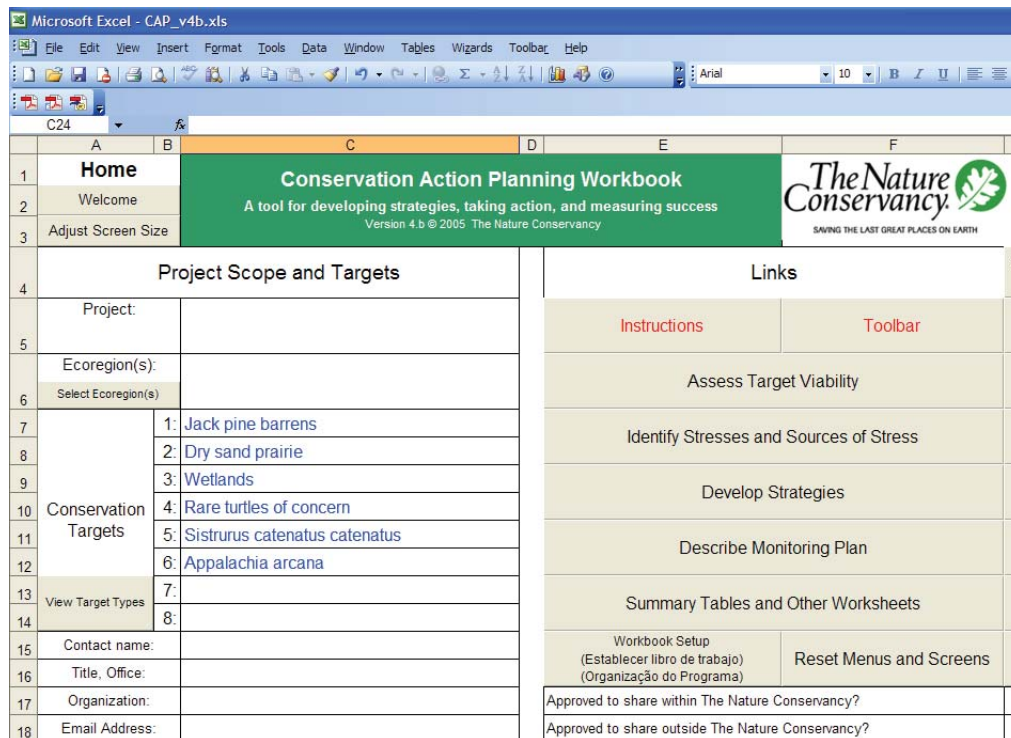 Microsoft Excel - CAP_v4b.xls
File Edit View Insert Format Tools Data Window Tables Wizards Toolbar Help
Arial 10 B I U
C24 fx
A B C D E F
1 Home
2 Welcome
3 Adjust Screen Size
Conservation Action Planning Workbook
A tool for developing strategies, taking action, and measuring success
Version 4.b © 2005 The Nature Conservancy
The Nature
Conservancy.
SAVING THE LAST GREAT PLACES ON EARTH
4 Project Scope and Targets Links
5 Project: Instructions Toolbar
Ecoregion(s):
6 Select Ecoregion(s) Assess Target Viability
7 1: Jack pine barrens
8 2: Dry sand prairie
Identify Stresses and Sources of Stress
9 3: Wetlands
10 4: Rare turtles of concern
Develop Strategies
Conservation
Targets
11 5: Sistrurus catenatus catenatus
12 6: Appalachia arcana
Describe Monitoring Plan
13 7:
14 8:
View Target Types
Summary Tables and Other Worksheets
15 Contact name:
16 Title, Office:
Workbook Setup
(Establecer libro de trabajo)
(Organização do Programa)
Reset Menus and Screens
17 Organization: Approved to share within The Nature Conservancy?
18 Email Address: Approved to share outside The Nature Conservancy?